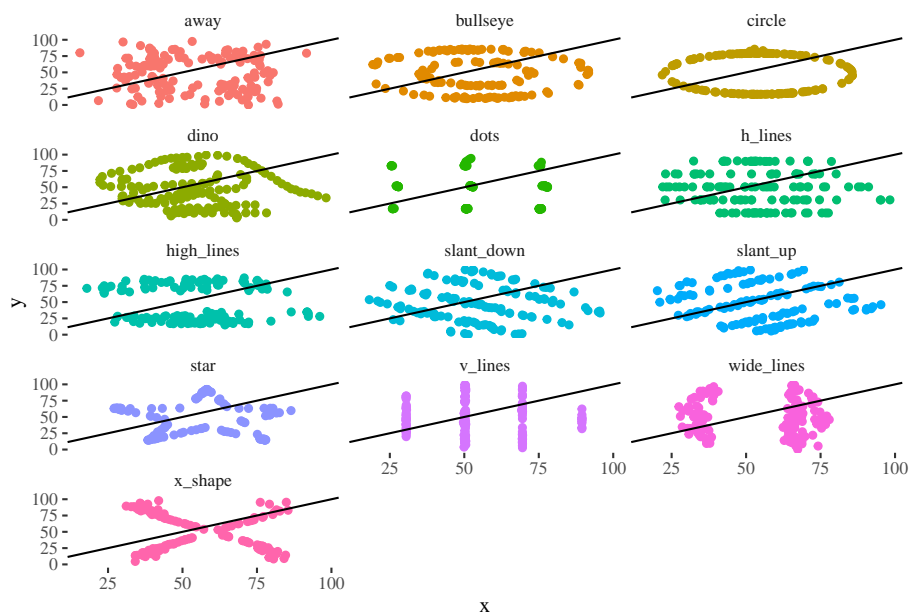 away bullseye circle
100
75
50
25
0
dino dots h_lines
100
75
50
25
0
high_lines slant_down slant_up
100
75
50
25
0
y
star v_lines wide_lines
100
75
50
25
0
25 50 75 100 25 50 75 100
x_shape
100
75
50
25
0
25 50 75 100
x